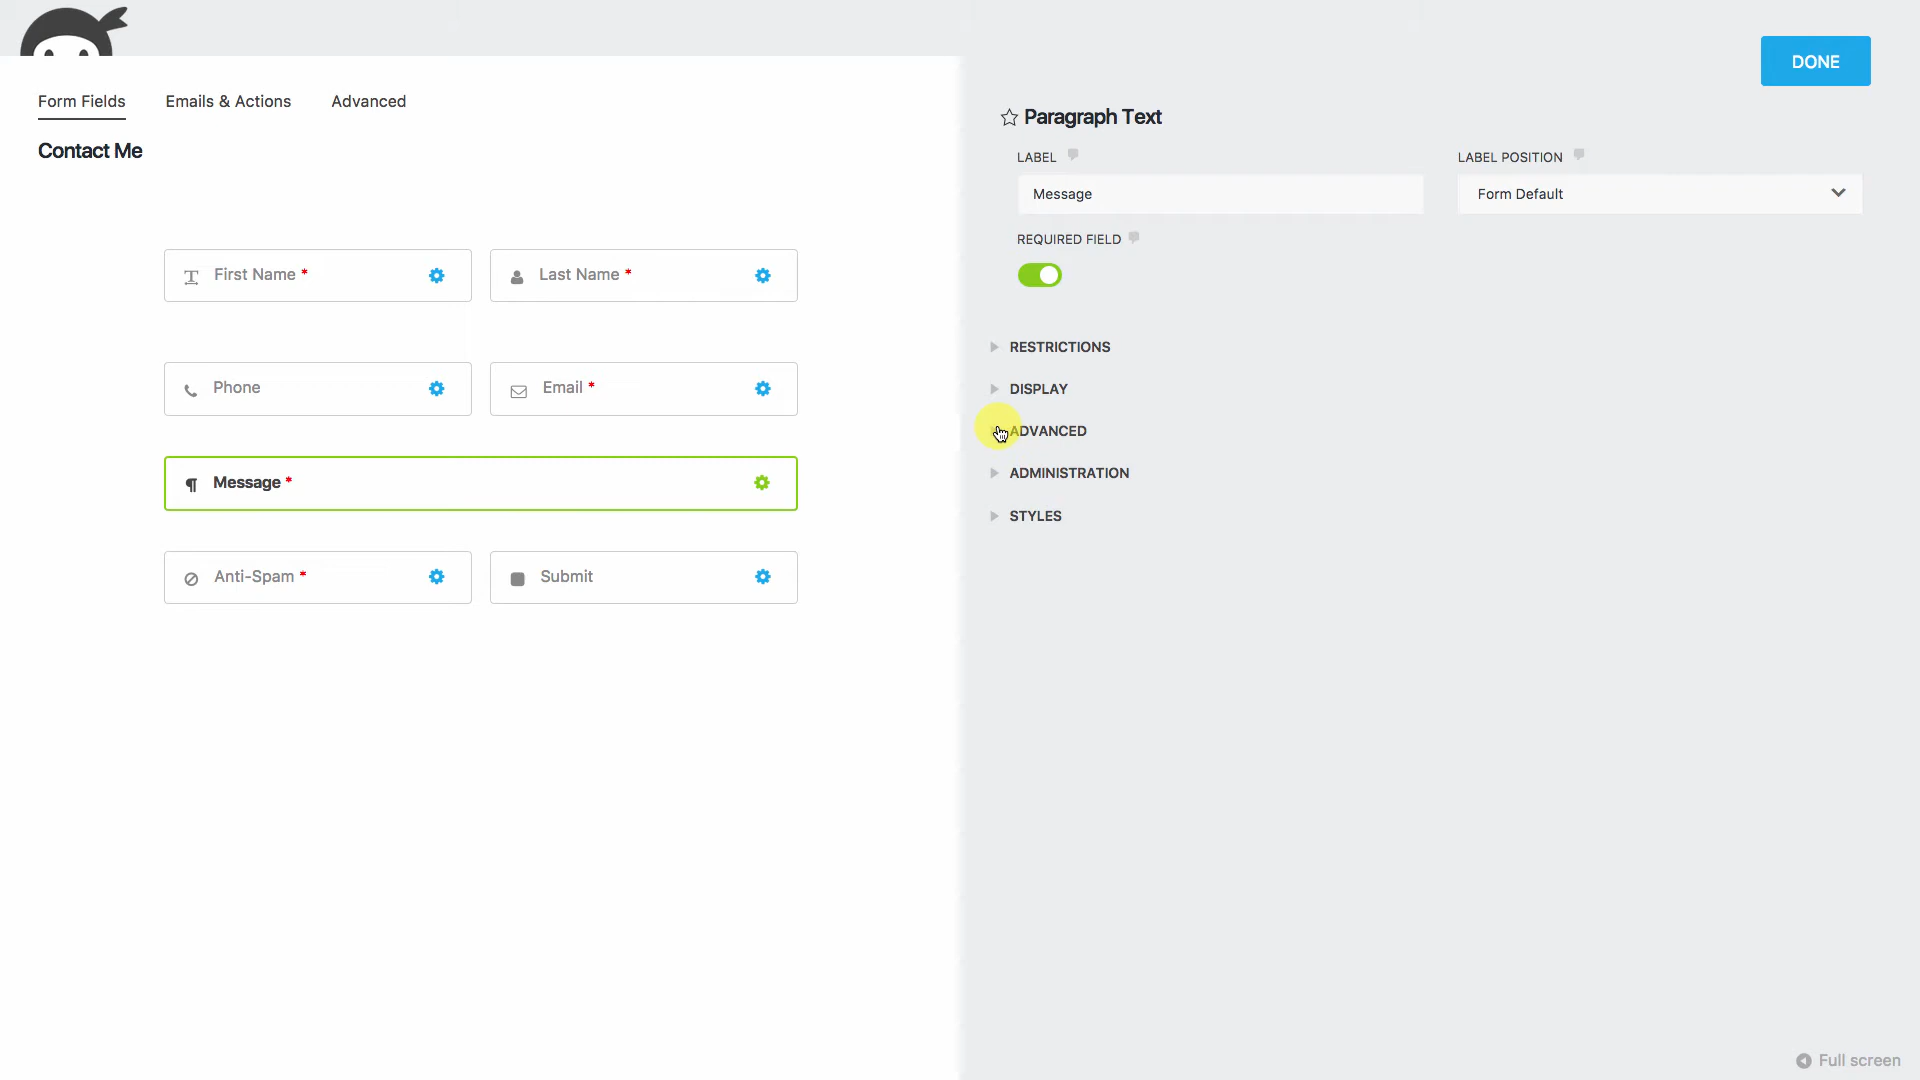 DONE
Form Fields Emails & Actions Advanced
Contact Me
First Name * Last Name *
Phone Email *
Message *
Anti-Spam * Submit
Paragraph Text
LABEL LABEL POSITION
Message Form Default
REQUIRED FIELD
RESTRICTIONS
DISPLAY
ADVANCED
ADMINISTRATION
STYLES
Full screen